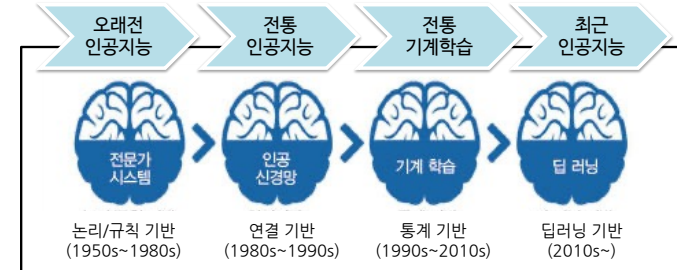 오래전
인공지능
전통
인공지능
전통
기계학습
최근
인공지능
전문가
시스템
인공
신경망
기계 학습
딥 러닝
논리/규칙 기반
(1950s~1980s)
연결 기반
(1980s~1990s)
통계 기반
(1990s~2010s)
딥러닝 기반
(2010s~)